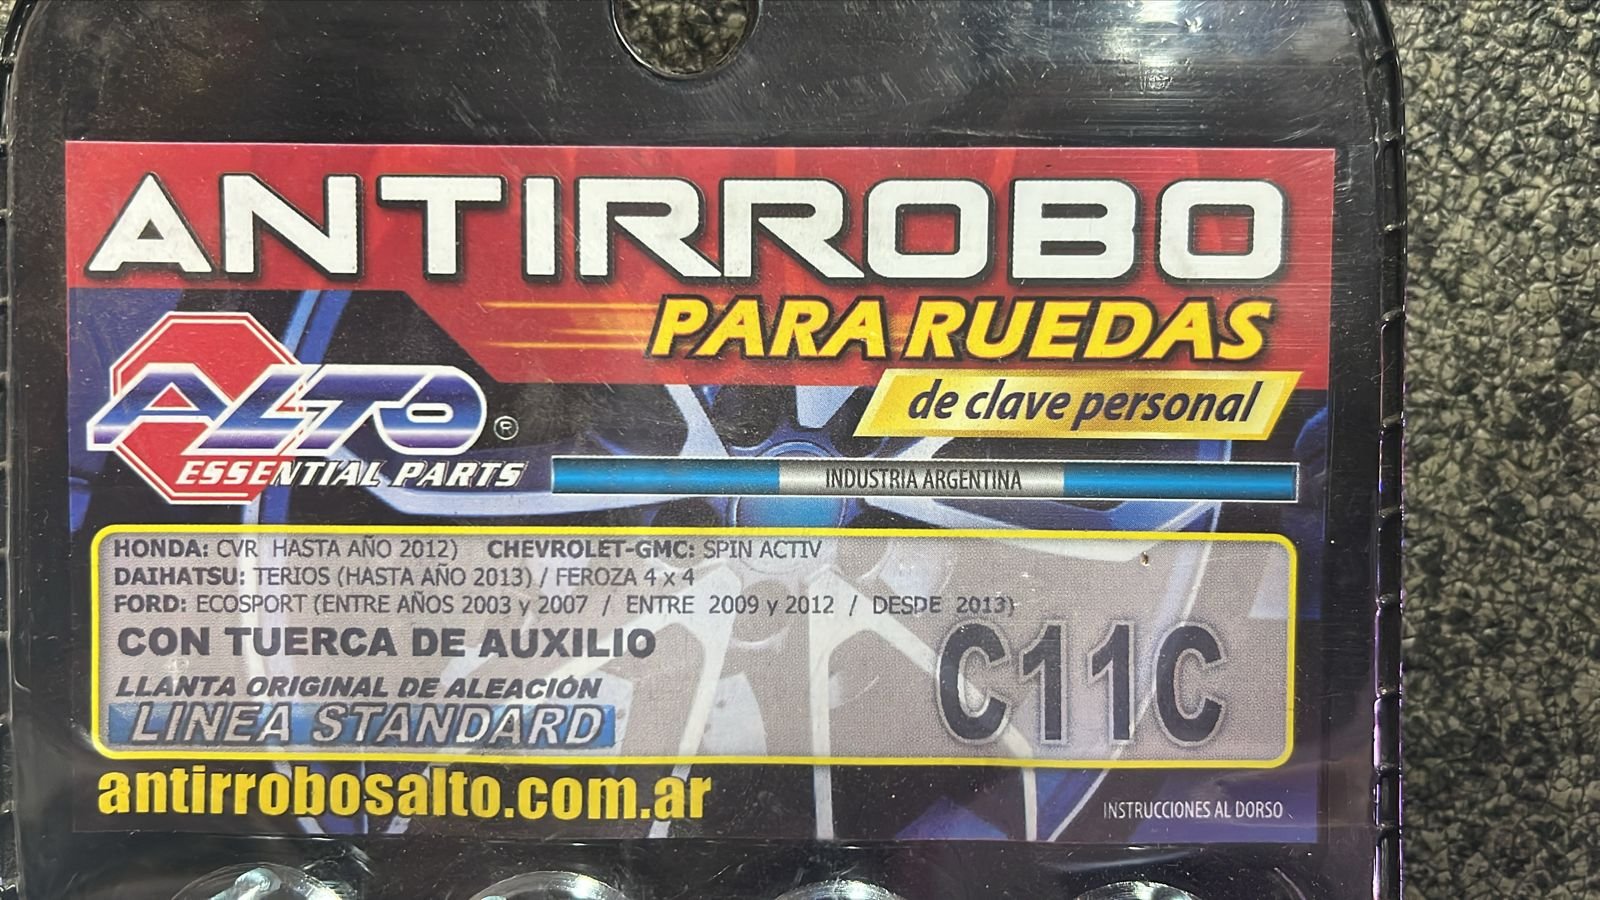 ANTIRROBO
PARA RUEDAS
de clave personal
ALTO ®
ESSENTIAL PARTS
INDUSTRIA ARGENTINA
HONDA: CVR HASTA AÑO 2012) CHEVROLET-GMC: SPIN ACTIV
DAIHATSU: TERIOS (HASTA AÑO 2013) / FEROZA 4 x 4
FORD: ECOSPORT (ENTRE AÑOS 2003 y 2007 / ENTRE 2009 y 2012 / DESDE 2013)
CON TUERCA DE AUXILIO
LLANTA ORIGINAL DE ALEACIÓN
LINEA STANDARD
C11C
antirrobosalto.com.ar
INSTRUCCIONES AL DORSO